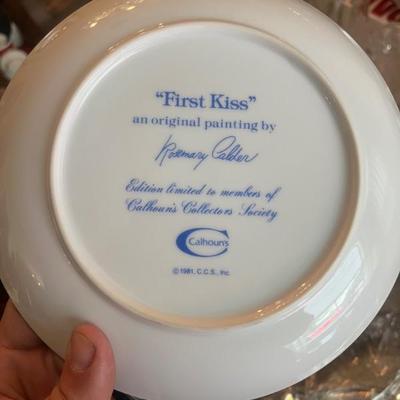 "First Kiss"
an original painting by
Rosemary Calder
Edition limited to members of
Calhoun's Collectors Society
Calhoun's
©1981, C.C.S., Inc.